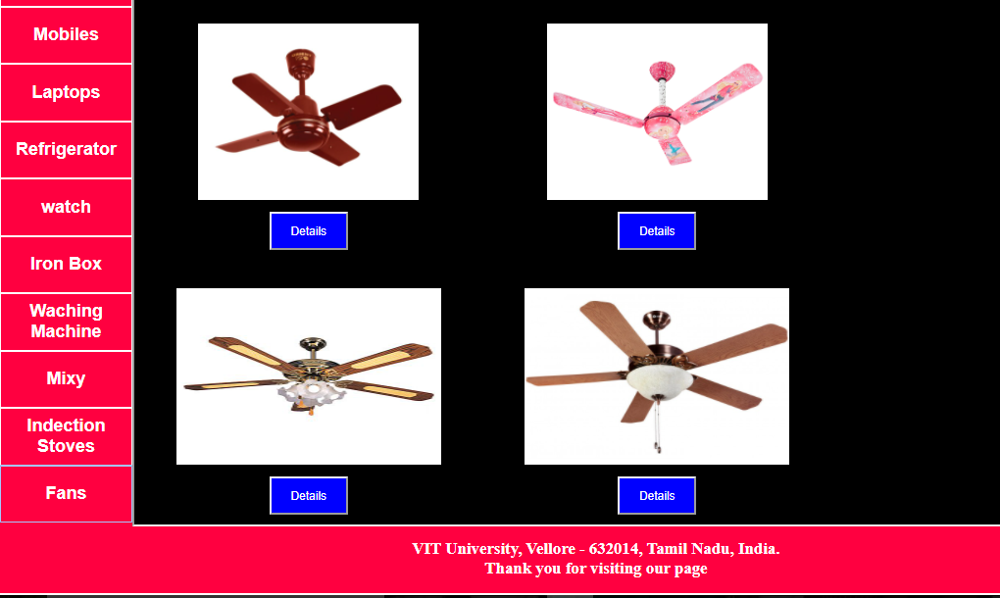 Mobiles
Laptops
Refrigerator
watch
Iron Box
Waching
Machine
Mixy
Indection
Stoves
Fans
Details
Details
Details
Details
VIT University, Vellore - 632014, Tamil Nadu, India.
Thank you for visiting our page